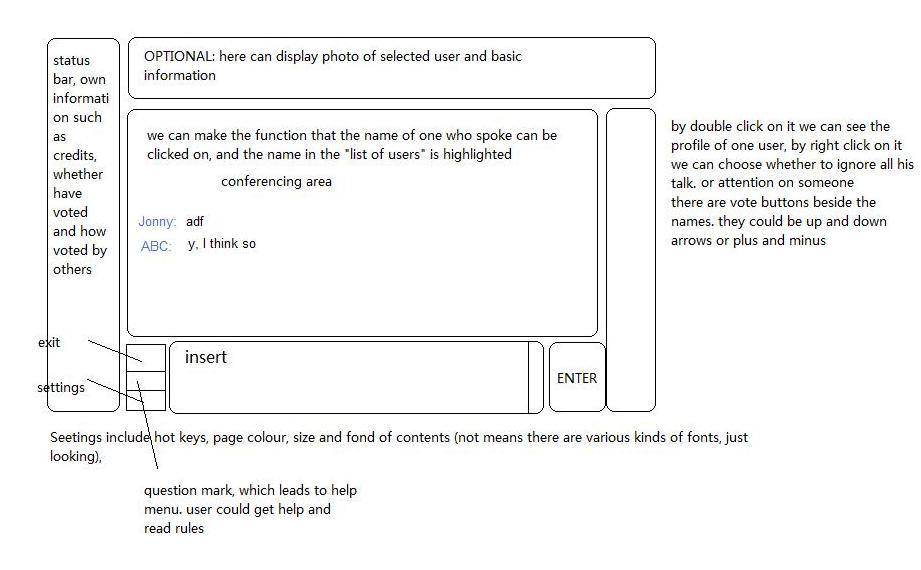 OPTIONAL: here can display photo of selected user and basic
information
status
bar, own
informati
on such
as
credits,
whether
have
voted
and how
voted by
others
we can make the function that the name of one who spoke can be
clicked on, and the name in the "list of users" is highlighted
conferencing area
Jonny: adf
ABC: y, I think so
by double click on it we can see the
profile of one user, by right click on it
we can choose whether to ignore all his
talk. or attention on someone
there are vote buttons beside the
names. they could be up and down
arrows or plus and minus
exit
settings
insert
ENTER
Seetings include hot keys, page colour, size and fond of contents (not means there are various kinds of fonts, just
looking),
question mark, which leads to help
menu. user could get help and
read rules